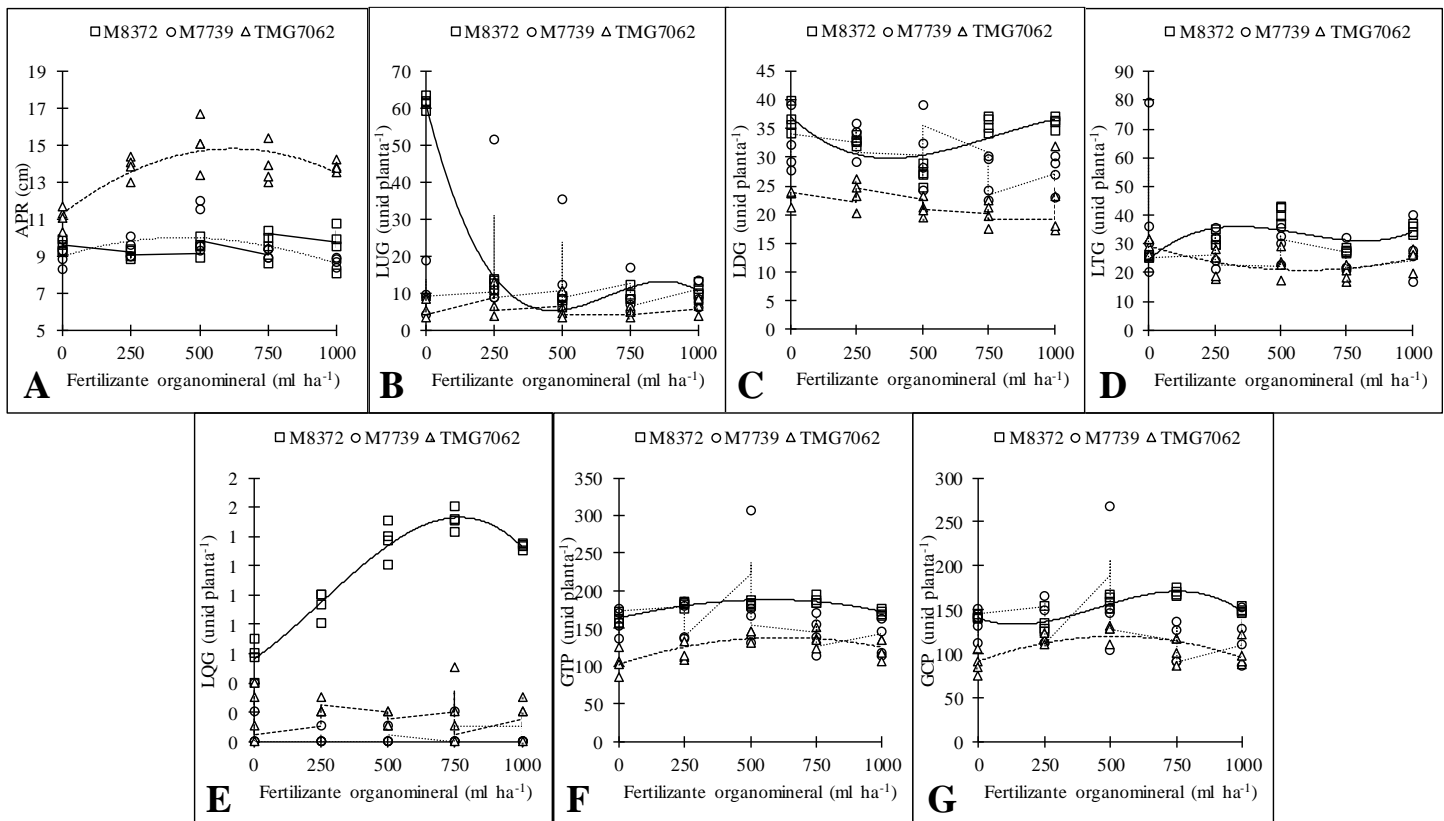 □M8372 ○M7739 △TMG7062
19
17
15
13
11
9
7
5
APR (cm)
0 250 500 750 1000
Fertilizante organomineral (ml ha⁻¹)
A
□M8372 ○M7739 △TMG7062
70
60
50
40
30
20
10
0
LUG (unid planta⁻¹)
0 250 500 750 1000
Fertilizante organomineral (ml ha⁻¹)
B
□M8372 ○M7739 △TMG7062
45
40
35
30
25
20
15
10
5
0
LDG (unid planta⁻¹)
0 250 500 750 1000
Fertilizante organomineral (ml ha⁻¹)
C
□M8372 ○M7739 △TMG7062
90
80
70
60
50
40
30
20
10
0
LTG (unid planta⁻¹)
0 250 500 750 1000
Fertilizante organomineral (ml ha⁻¹)
D
□M8372 ○M7739 △TMG7062
2
2
1
1
1
1
1
0
0
0
LQG (unid planta⁻¹)
0 250 500 750 1000
Fertilizante organomineral (ml ha⁻¹)
E
□M8372 ○M7739 △TMG7062
350
300
250
200
150
100
50
0
GTP (unid planta⁻¹)
0 250 500 750 1000
Fertilizante organomineral (ml ha⁻¹)
F
□M8372 ○M7739 △TMG7062
300
250
200
150
100
50
0
GCP (unid planta⁻¹)
0 250 500 750 1000
Fertilizante organomineral (ml ha⁻¹)
G